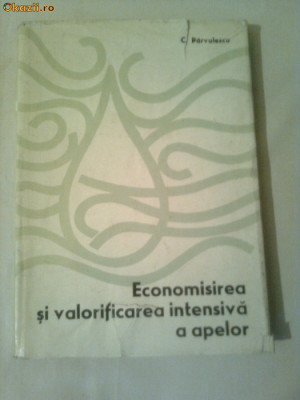 okazii.ro
C. Pârvulescu
Economisirea
și valorificarea intensivă
a apelor